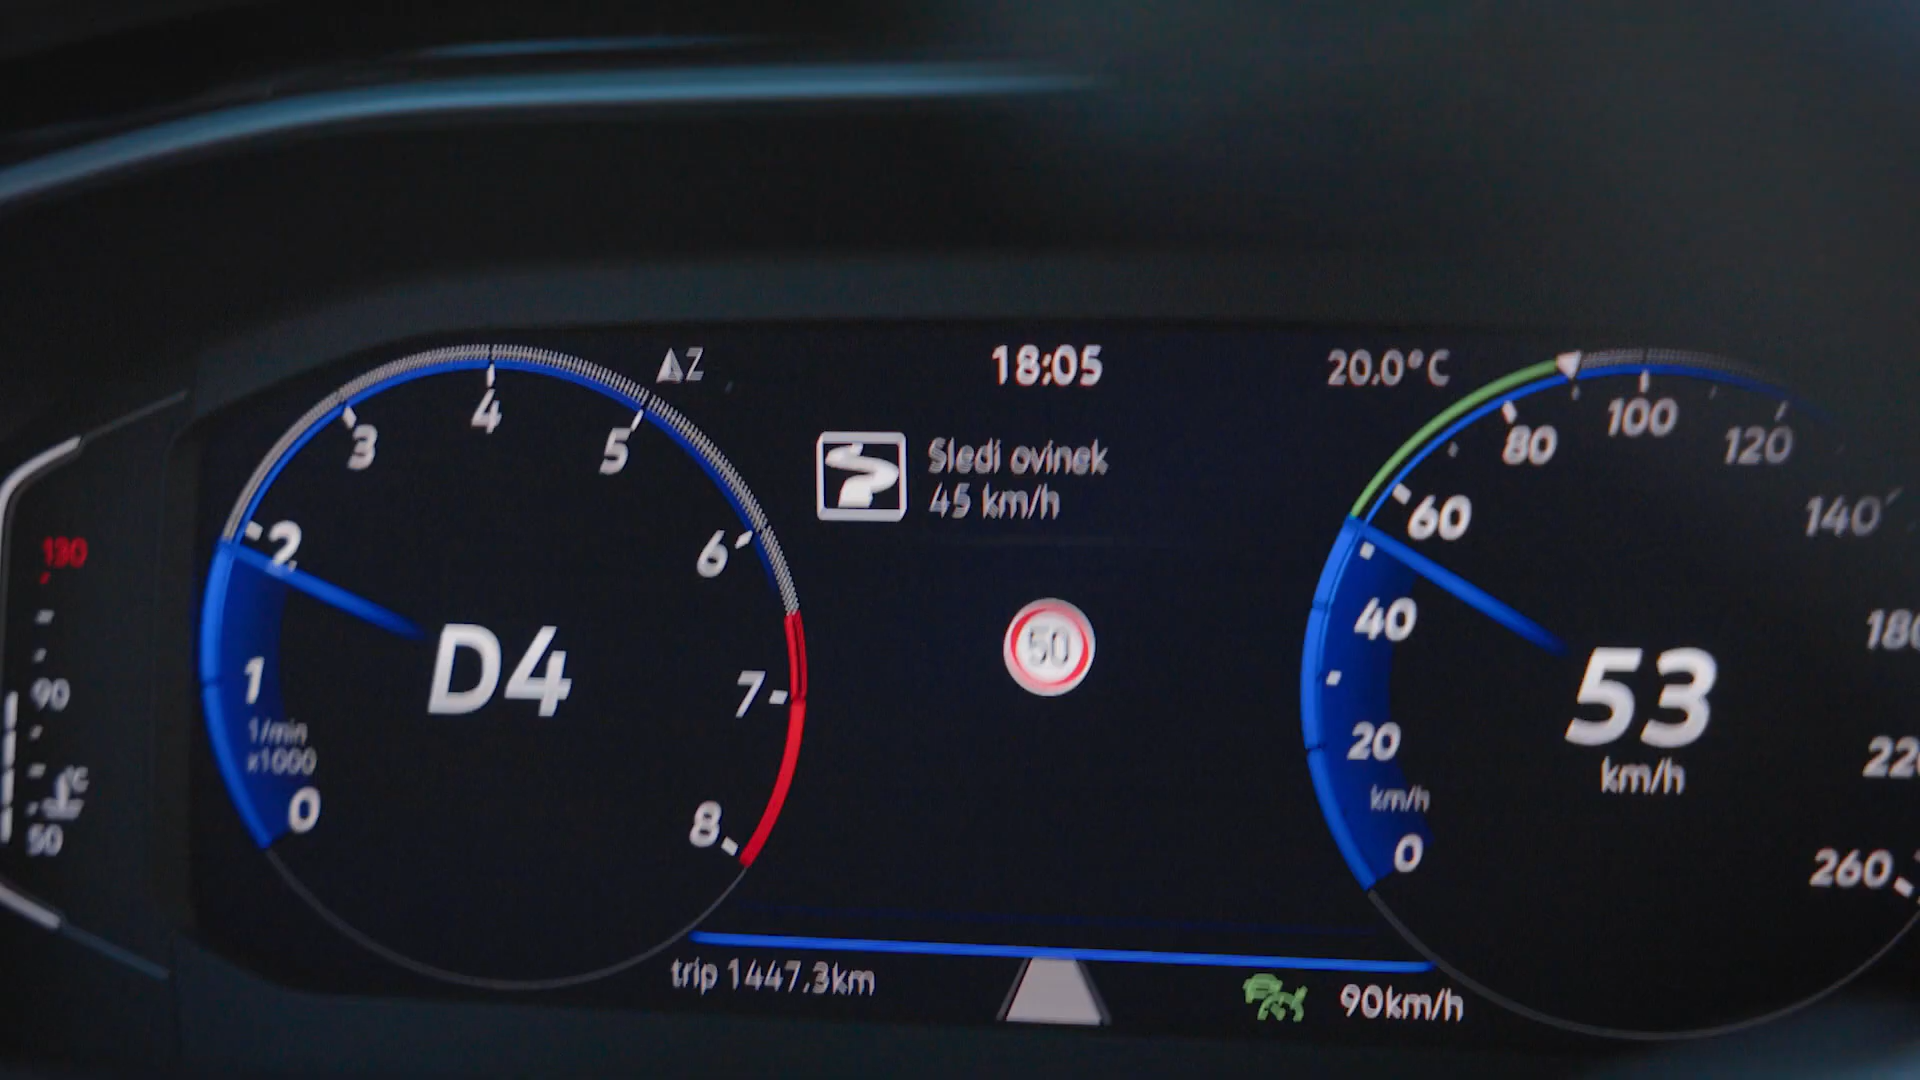 Z
18:05
20.0°C
Sledi ovinek
45 km/h
50
130
90
50
0
1
2
3
4
5
6
7
8
1/min
x1000
D4
0
20
40
60
80
100
120
140
180
260
km/h
53
km/h
trip 1447.3km
90km/h